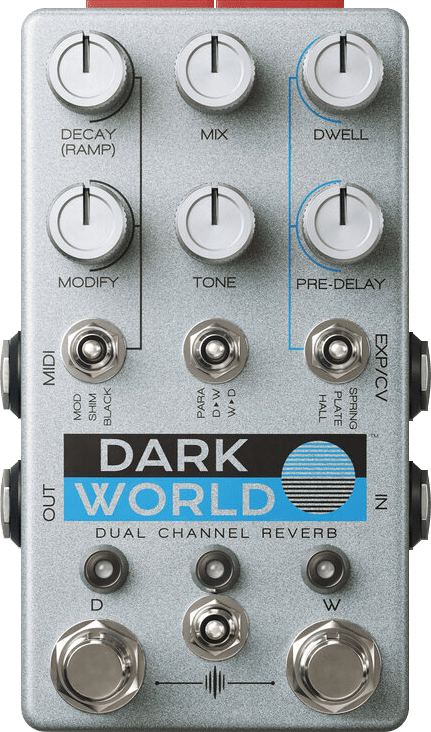 DECAY
(RAMP)
MIX
DWELL
MODIFY
TONE
PRE-DELAY
MIDI
EXP/CV
MOD
SHIM
BLACK
PARA
D▸W
W▸D
SPRING
PLATE
HALL
DARK
WORLD
™
OUT
IN
DUAL CHANNEL REVERB
D
W